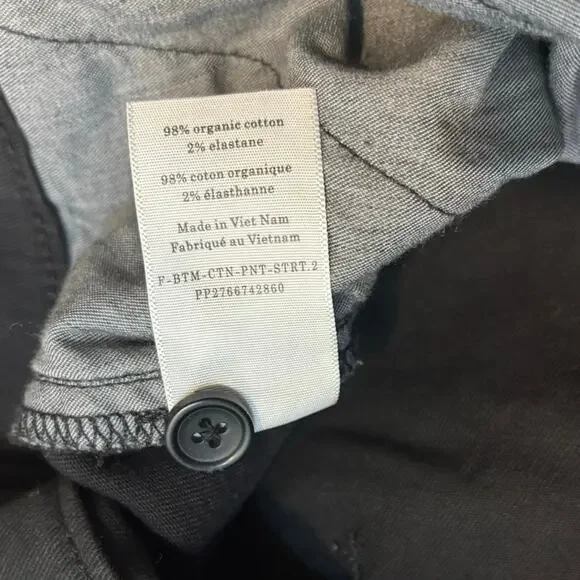 98% organic cotton
2% elastane
98% coton organique
2% élasthanne
Made in Viet Nam
Fabriqué au Vietnam
F-BTM-CTN-PNT-STRT.2
PP2766742860